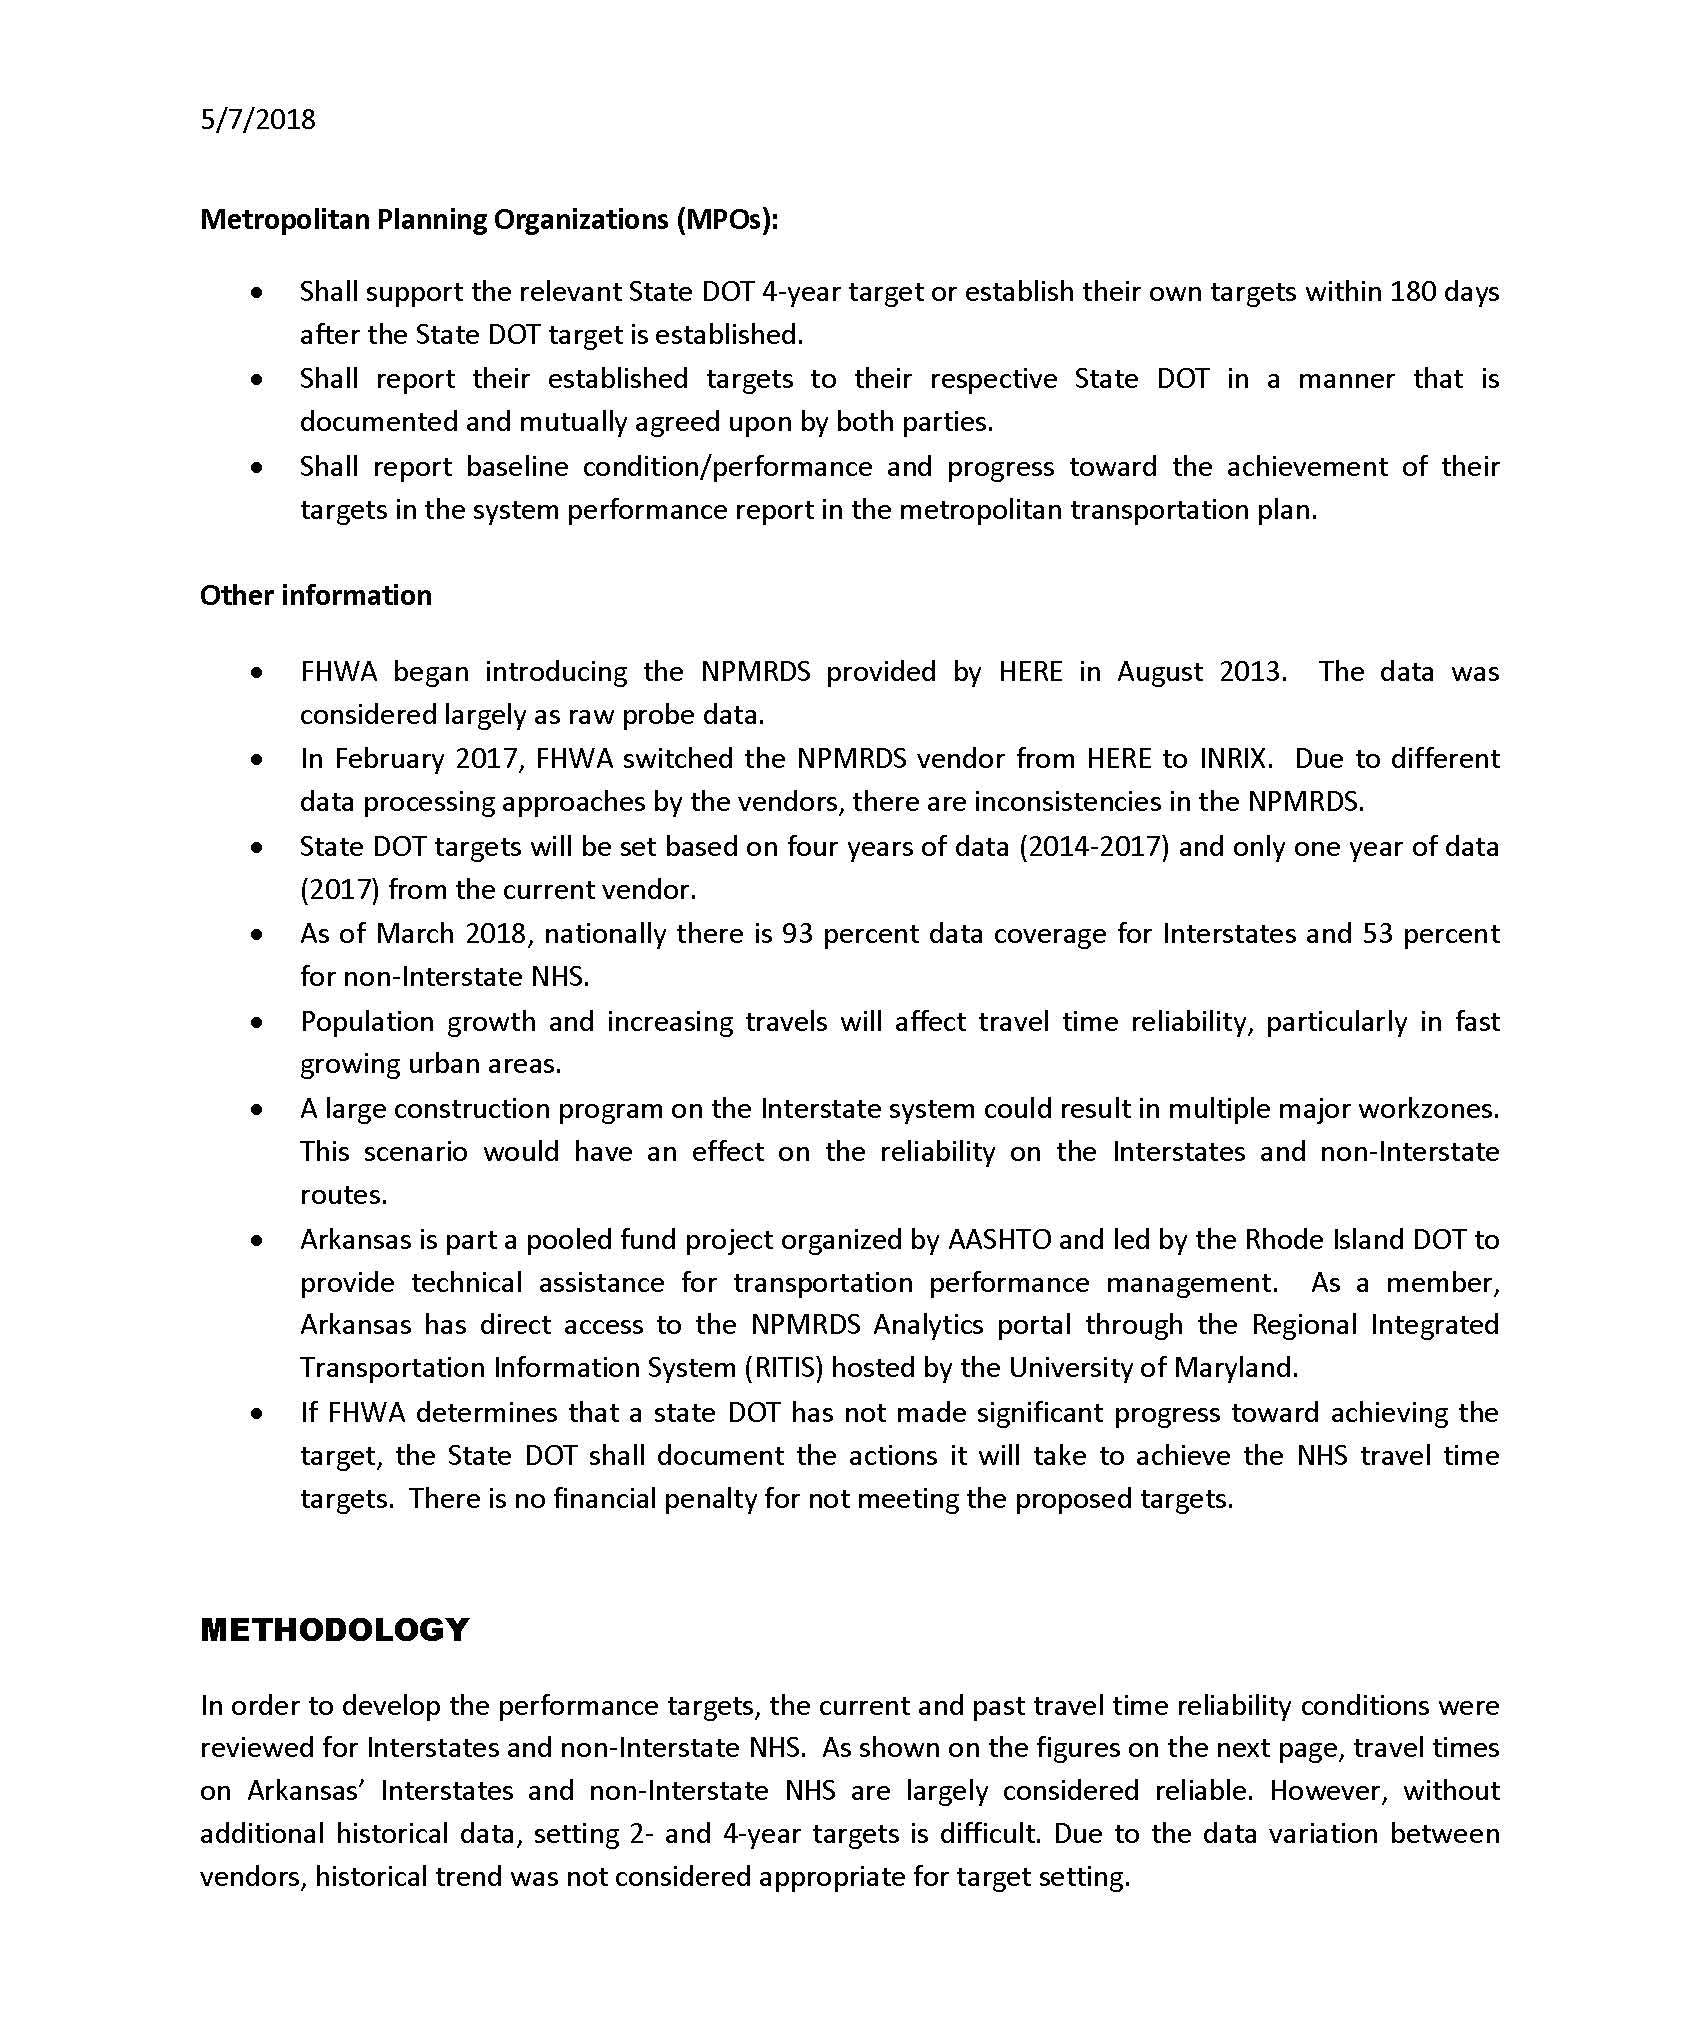 5/7/2018
Metropolitan Planning Organizations (MPOs):
• Shall support the relevant State DOT 4-year target or establish their own targets within 180 days
after the State DOT target is established.
• Shall report their established targets to their respective State DOT in a manner that is
documented and mutually agreed upon by both parties.
• Shall report baseline condition/performance and progress toward the achievement of their
targets in the system performance report in the metropolitan transportation plan.
Other information
• FHWA began introducing the NPMRDS provided by HERE in August 2013. The data was
considered largely as raw probe data.
• In February 2017, FHWA switched the NPMRDS vendor from HERE to INRIX. Due to different
data processing approaches by the vendors, there are inconsistencies in the NPMRDS.
• State DOT targets will be set based on four years of data (2014-2017) and only one year of data
(2017) from the current vendor.
• As of March 2018, nationally there is 93 percent data coverage for Interstates and 53 percent
for non-Interstate NHS.
• Population growth and increasing travels will affect travel time reliability, particularly in fast
growing urban areas.
• A large construction program on the Interstate system could result in multiple major workzones.
This scenario would have an effect on the reliability on the Interstates and non-Interstate
routes.
• Arkansas is part a pooled fund project organized by AASHTO and led by the Rhode Island DOT to
provide technical assistance for transportation performance management. As a member,
Arkansas has direct access to the NPMRDS Analytics portal through the Regional Integrated
Transportation Information System (RITIS) hosted by the University of Maryland.
• If FHWA determines that a state DOT has not made significant progress toward achieving the
target, the State DOT shall document the actions it will take to achieve the NHS travel time
targets. There is no financial penalty for not meeting the proposed targets.
METHODOLOGY
In order to develop the performance targets, the current and past travel time reliability conditions were
reviewed for Interstates and non-Interstate NHS. As shown on the figures on the next page, travel times
on Arkansas’ Interstates and non-Interstate NHS are largely considered reliable. However, without
additional historical data, setting 2- and 4-year targets is difficult. Due to the data variation between
vendors, historical trend was not considered appropriate for target setting.